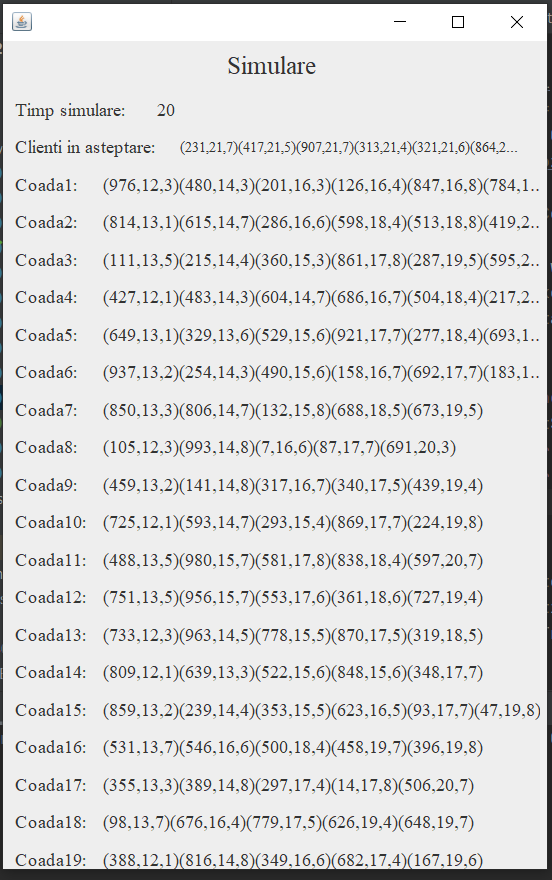 Simulare
Timp simulare: 20
Clienti in asteptare: (231,21,7)(417,21,5)(907,21,7)(313,21,4)(321,21,6)(864,2...
Coada1: (976,12,3)(480,14,3)(201,16,3)(126,16,4)(847,16,8)(784,1...
Coada2: (814,13,1)(615,14,7)(286,16,6)(598,18,4)(513,18,8)(419,2...
Coada3: (111,13,5)(215,14,4)(360,15,3)(861,17,8)(287,19,5)(595,2...
Coada4: (427,12,1)(483,14,3)(604,14,7)(686,16,7)(504,18,4)(217,2...
Coada5: (649,13,1)(329,13,6)(529,15,6)(921,17,7)(277,18,4)(693,1...
Coada6: (937,13,2)(254,14,3)(490,15,6)(158,16,7)(692,17,7)(183,1...
Coada7: (850,13,3)(806,14,7)(132,15,8)(688,18,5)(673,19,5)
Coada8: (105,12,3)(993,14,8)(7,16,6)(87,17,7)(691,20,3)
Coada9: (459,13,2)(141,14,8)(317,16,7)(340,17,5)(439,19,4)
Coada10: (725,12,1)(593,14,7)(293,15,4)(869,17,7)(224,19,8)
Coada11: (488,13,5)(980,15,7)(581,17,8)(838,18,4)(597,20,7)
Coada12: (751,13,5)(956,15,7)(553,17,6)(361,18,6)(727,19,4)
Coada13: (733,12,3)(963,14,5)(778,15,5)(870,17,5)(319,18,5)
Coada14: (809,12,1)(639,13,3)(522,15,6)(848,15,6)(348,17,7)
Coada15: (859,13,2)(239,14,4)(353,15,5)(623,16,5)(93,17,7)(47,19,8)
Coada16: (531,13,7)(546,16,6)(500,18,4)(458,19,7)(396,19,8)
Coada17: (355,13,3)(389,14,8)(297,17,4)(14,17,8)(506,20,7)
Coada18: (98,13,7)(676,16,4)(779,17,5)(626,19,4)(648,19,7)
Coada19: (388,12,1)(816,14,8)(349,16,6)(682,17,4)(167,19,6)